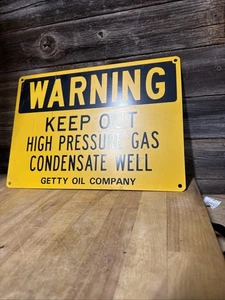 WARNING
KEEP OUT
HIGH PRESSURE GAS
CONDENSATE WELL
GETTY OIL COMPANY